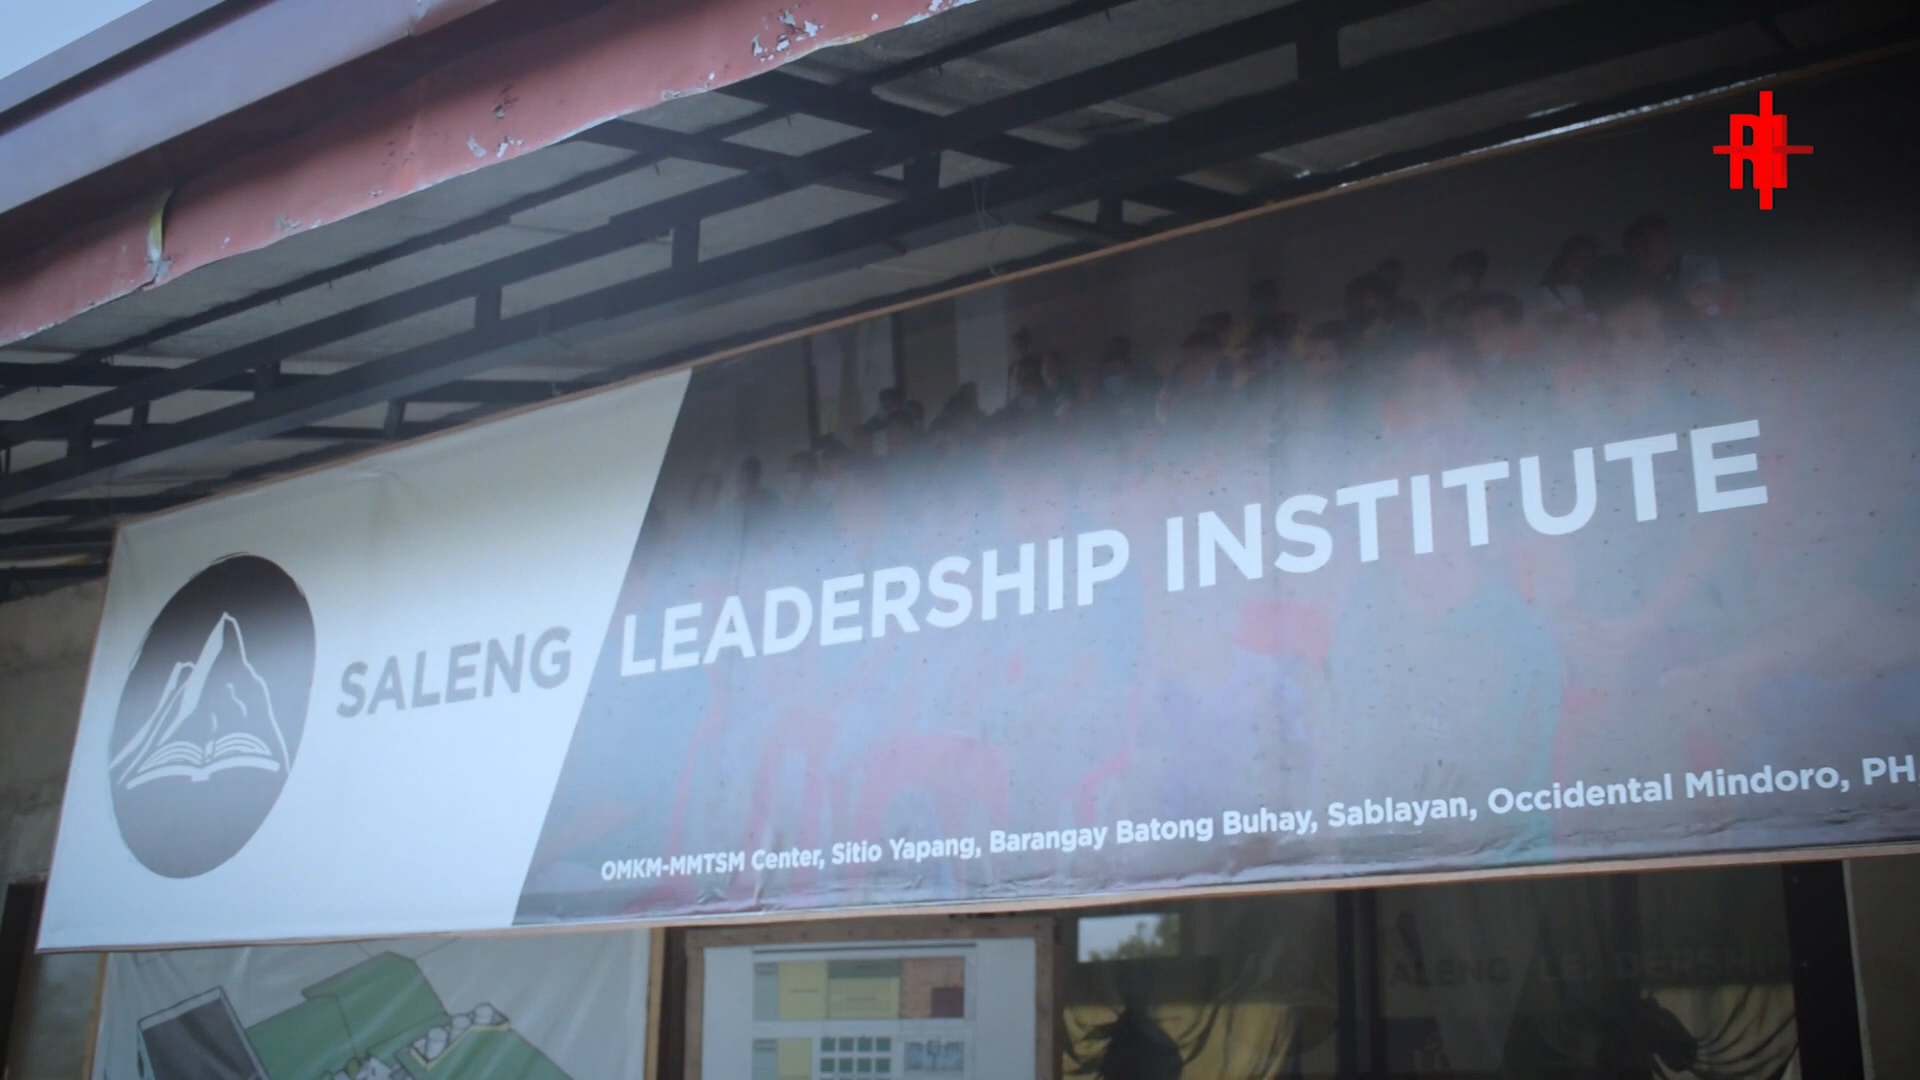 SALENG LEADERSHIP INSTITUTE
OMKM-MMTSM Center, Sitio Yapang, Barangay Batong Buhay, Sablayan, Occidental Mindoro, PH